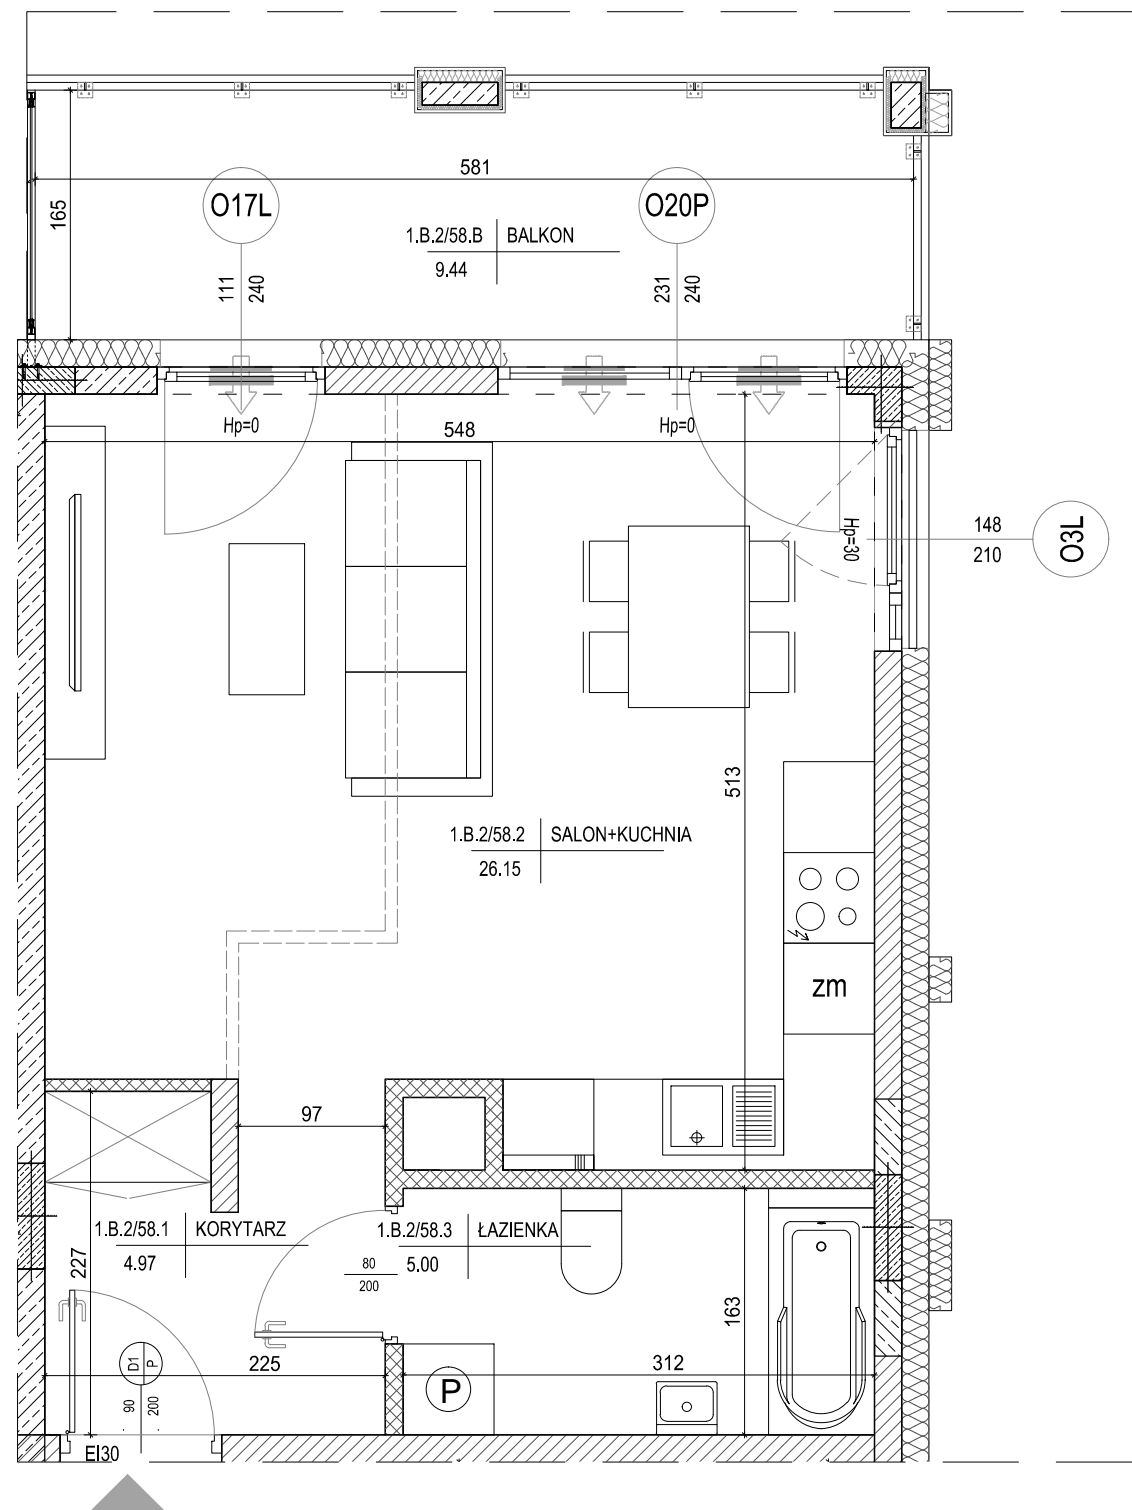 581
O17L
O20P
165
1.B.2/58.B BALKON
9.44
111
240
231
240
Hp=0
548
Hp=0
Hp=30
148
210
O3L
513
1.B.2/58.2 SALON+KUCHNIA
26.15
zm
97
1.B.2/58.1 KORYTARZ
4.97
227
1.B.2/58.3 ŁAZIENKA
5.00
80
200
163
225
312
D1
P
90
200
P
EI30